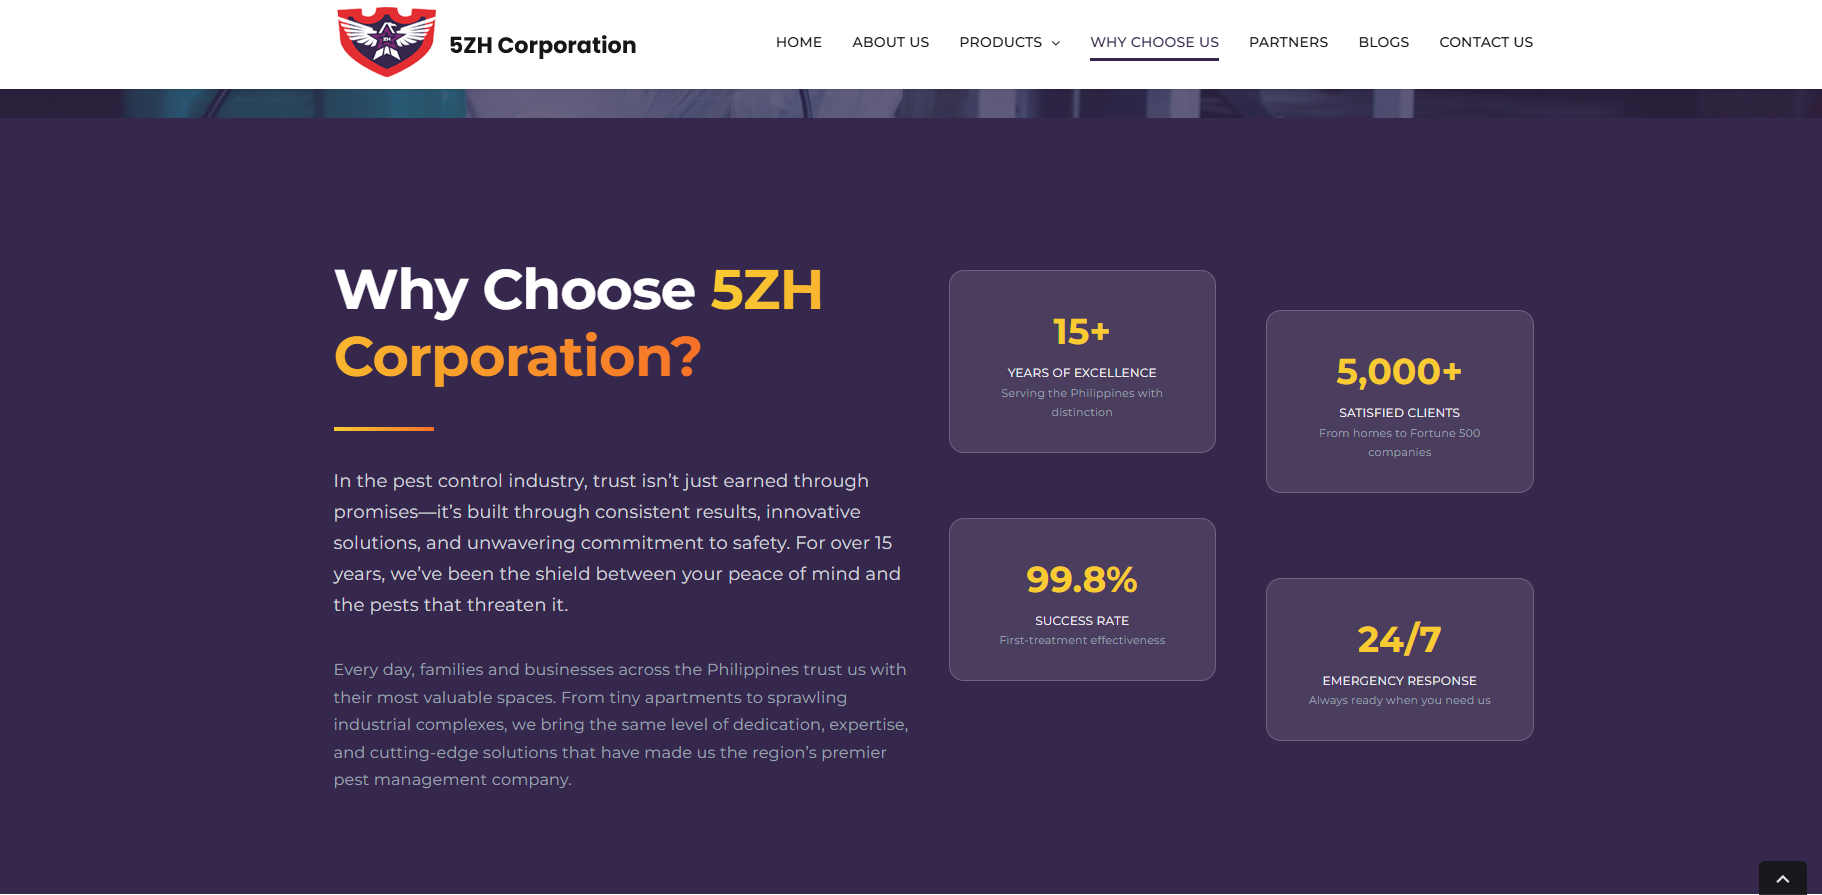 ZH
5ZH Corporation
HOME
ABOUT US
PRODUCTS
WHY CHOOSE US
PARTNERS
BLOGS
CONTACT US
Why Choose 5ZH
Corporation?
In the pest control industry, trust isn’t just earned through
promises—it’s built through consistent results, innovative
solutions, and unwavering commitment to safety. For over 15
years, we’ve been the shield between your peace of mind and
the pests that threaten it.
Every day, families and businesses across the Philippines trust us with
their most valuable spaces. From tiny apartments to sprawling
industrial complexes, we bring the same level of dedication, expertise,
and cutting-edge solutions that have made us the region’s premier
pest management company.
15+
YEARS OF EXCELLENCE
Serving the Philippines with
distinction
5,000+
SATISFIED CLIENTS
From homes to Fortune 500
companies
99.8%
SUCCESS RATE
First-treatment effectiveness
24/7
EMERGENCY RESPONSE
Always ready when you need us